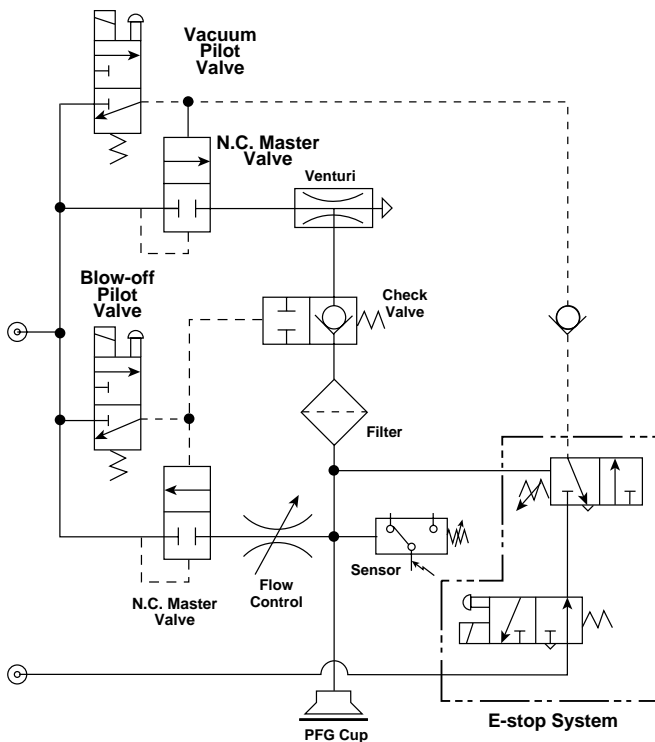 Vacuum
Pilot
Valve
N.C. Master
Valve
Venturi
Blow-off
Pilot
Valve
Check
Valve
Filter
Sensor
Flow
Control
N.C. Master
Valve
PFG Cup
E-stop System